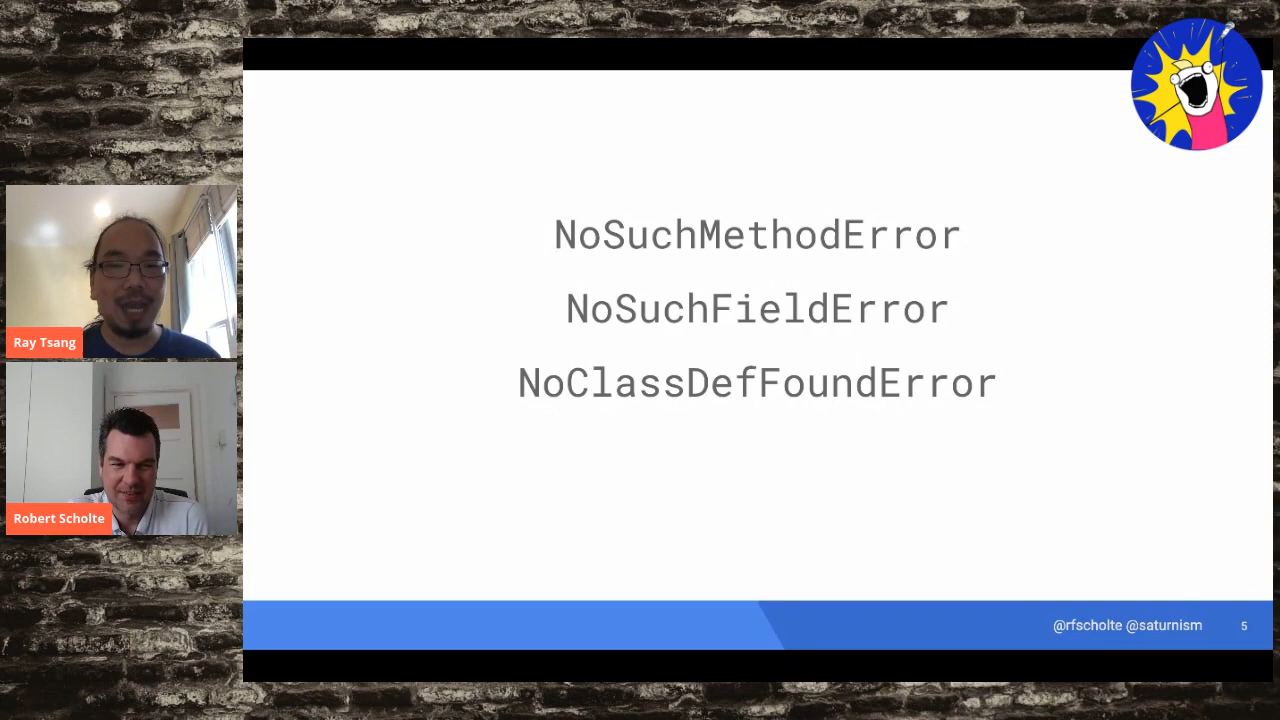 NoSuchMethodError
NoSuchFieldError
NoClassDefFoundError
Ray Tsang
Robert Scholte
@rfscholte @saturnism 5